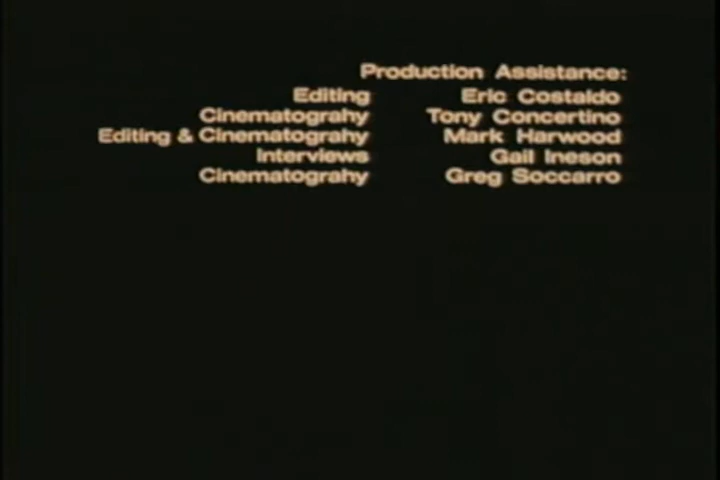 Production Assistance:
Editing Eric Costaldo
Cinematograhy Tony Concertino
Editing & Cinematograhy Mark Harwood
Interviews Gail Ineson
Cinematograhy Greg Soccarro